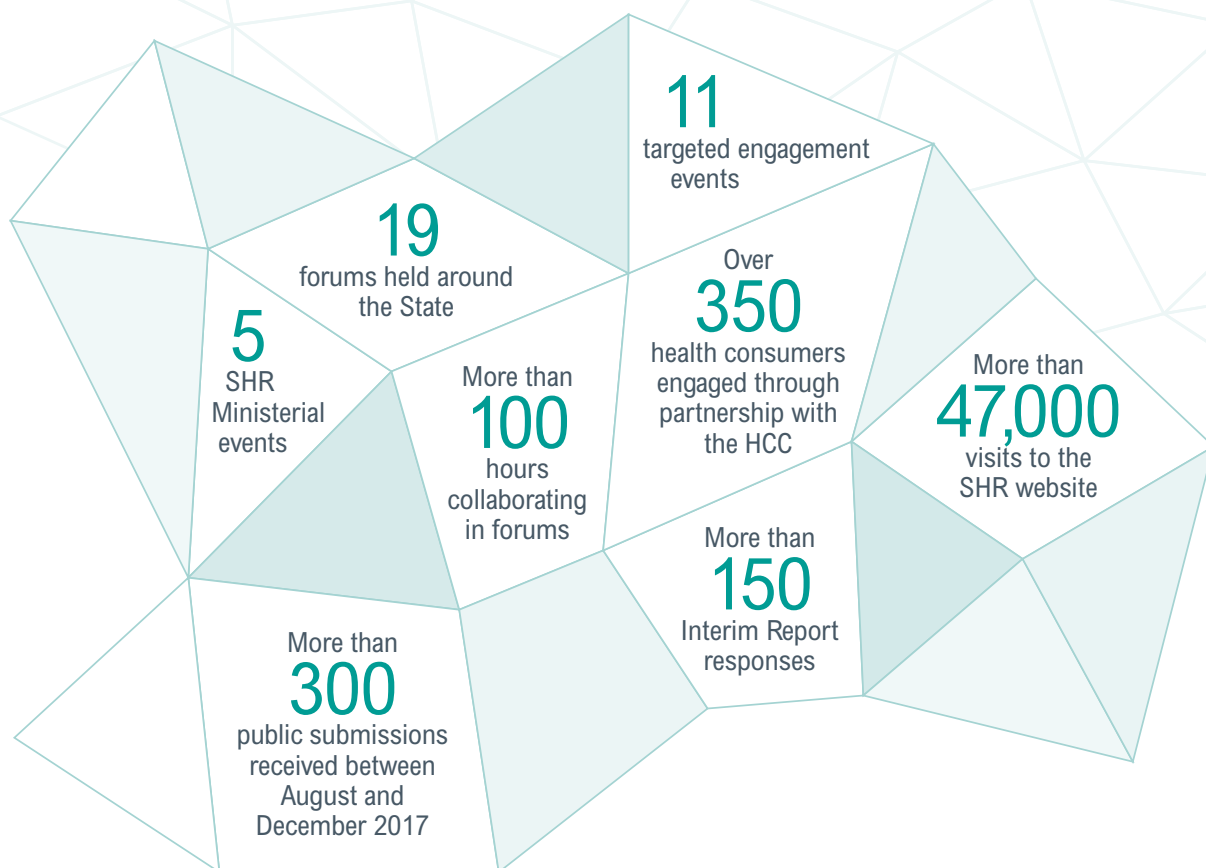 11
targeted engagement
events
19
forums held around
the State
5
SHR
Ministerial
events
More than
100
hours
collaborating
in forums
Over
350
health consumers
engaged through
partnership with
the HCC
More than
47,000
visits to the
SHR website
More than
150
Interim Report
responses
More than
300
public submissions
received between
August and
December 2017